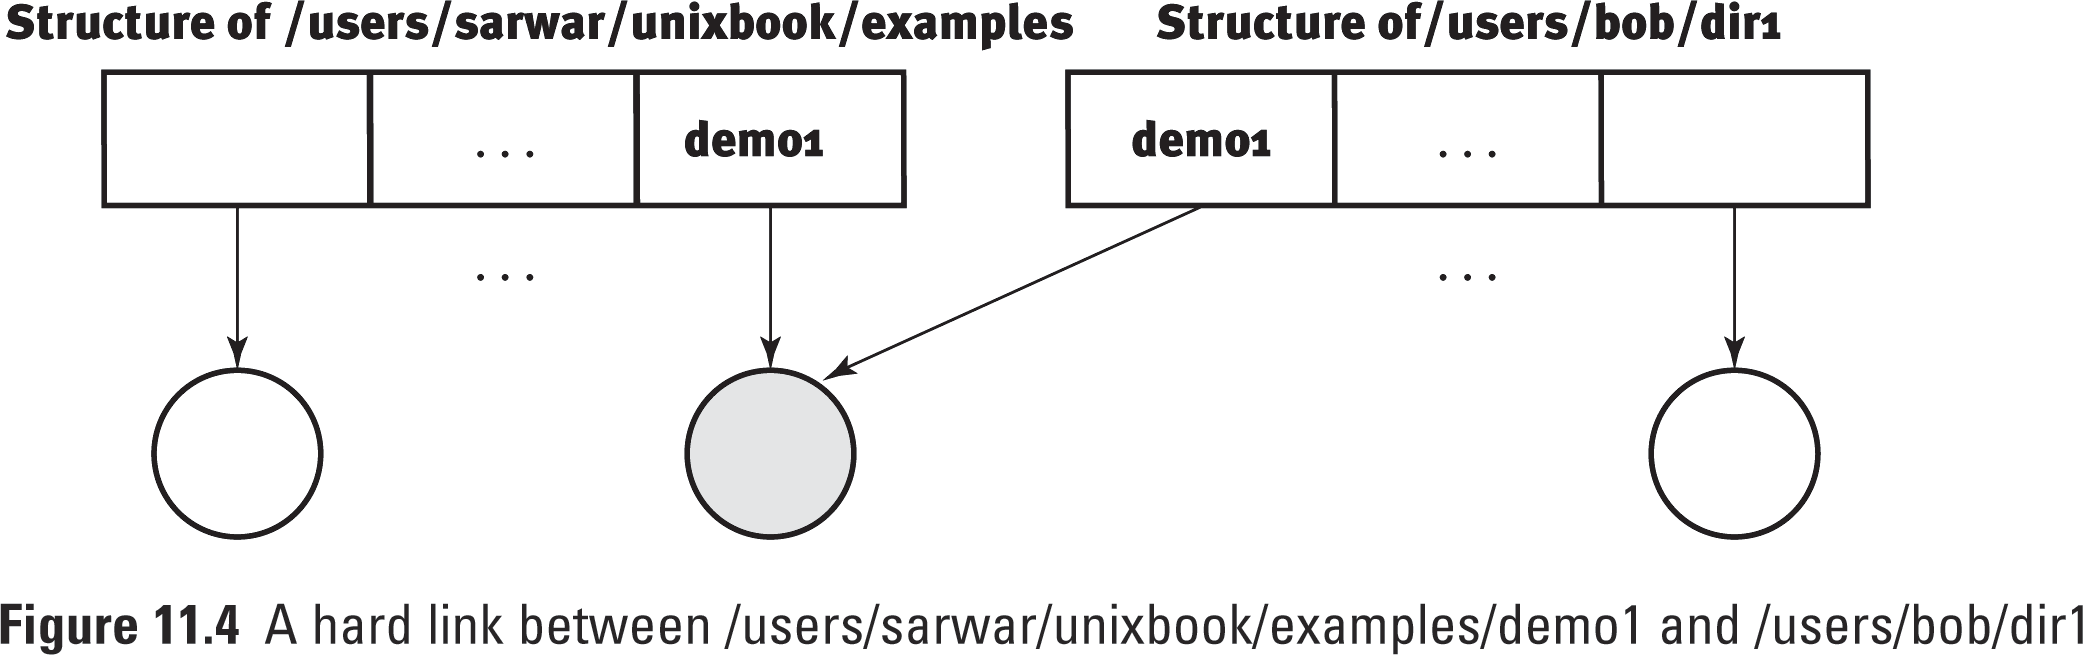 Structure of /users/sarwar/unixbook/examples Structure of/users/bob/dir1
... demo1 demo1 ...
... ...
Figure 11.4 A hard link between /users/sarwar/unixbook/examples/demo1 and /users/bob/dir1